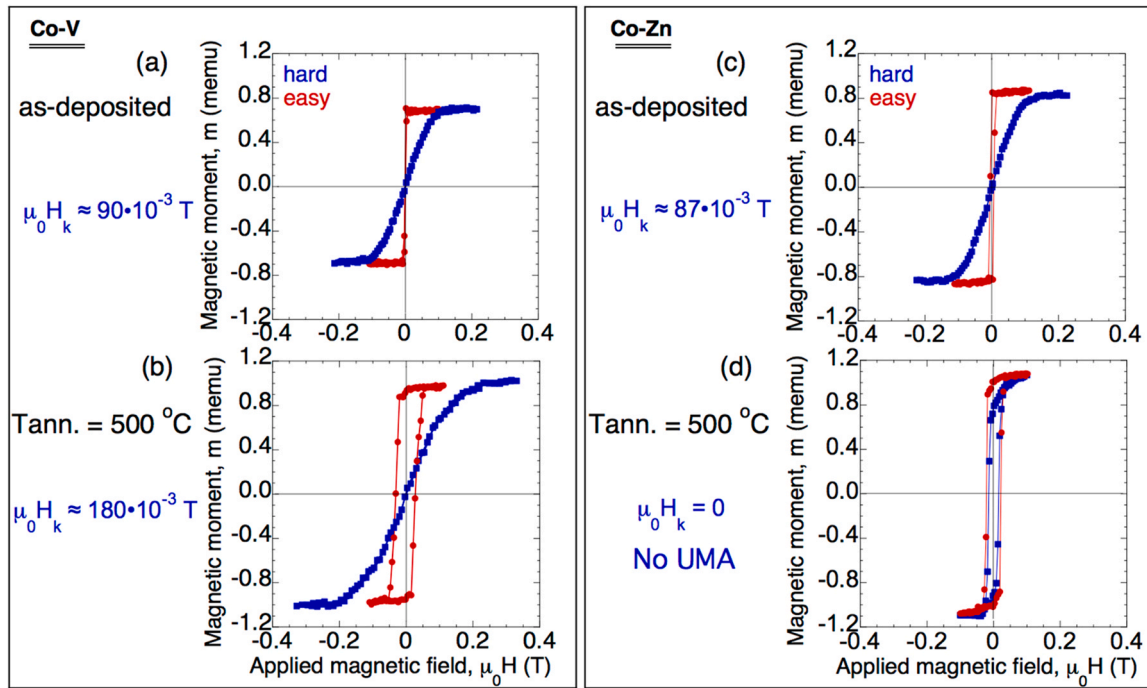 Co-V
(a)
as-deposited
μ₀Hₖ ≈ 90•10⁻³ T
hard
easy
Magnetic moment, m (memu)
1.2
0.8
0.4
0.0
-0.4
-0.8
-1.2
-0.4 -0.2 0 0.2 0.4
(b)
Tann. = 500 °C
μ₀Hₖ ≈ 180•10⁻³ T
Magnetic moment, m (memu)
1.2
0.8
0.4
0.0
-0.4
-0.8
-1.2
-0.4 -0.2 0 0.2 0.4
Applied magnetic field, μ₀H (T)
Co-Zn
(c)
as-deposited
μ₀Hₖ ≈ 87•10⁻³ T
hard
easy
Magnetic moment, m (memu)
1.2
0.8
0.4
0.0
-0.4
-0.8
-1.2
-0.4 -0.2 0 0.2 0.4
(d)
Tann. = 500 °C
μ₀Hₖ = 0
No UMA
Magnetic moment, m (memu)
1.2
0.8
0.4
0.0
-0.4
-0.8
-1.2
-0.4 -0.2 0 0.2 0.4
Applied magnetic field, μ₀H (T)